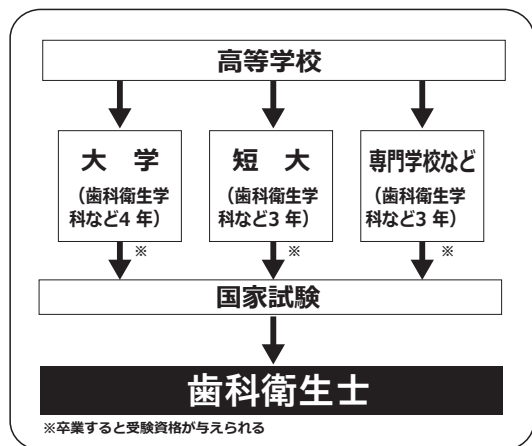 高等学校
大 学
（歯科衛生学
科など4 年）
短 大
（歯科衛生学
科など3 年）
専門学校など
（歯科衛生学
科など3 年）
※
※
※
国家試験
歯科衛生士
※卒業すると受験資格が与えられる